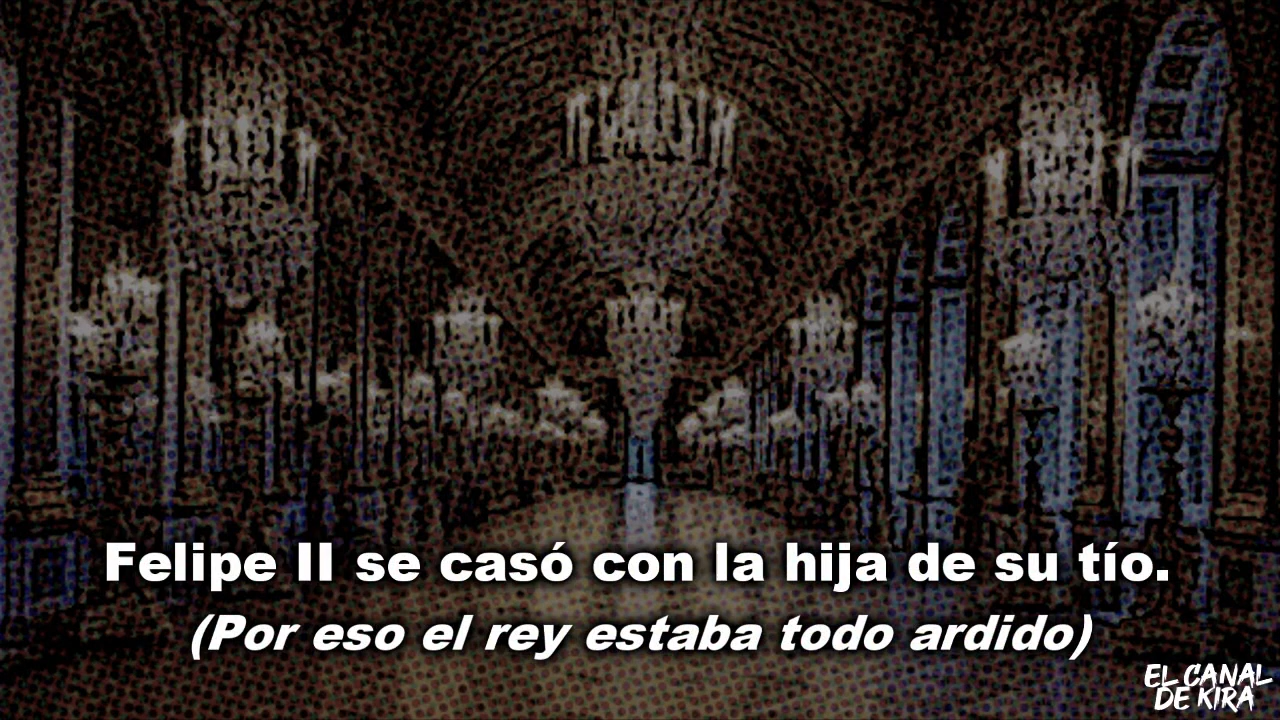 Felipe II se casó con la hija de su tío.
(Por eso el rey estaba todo ardido)
EL CANAL
DE KIRA